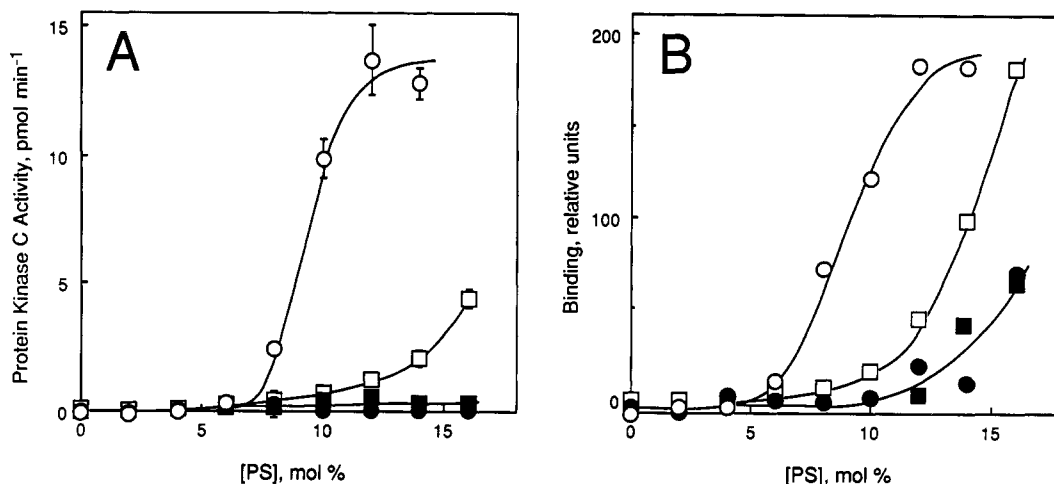 A
Protein Kinase C Activity, pmol min⁻¹
15
10
5
0
0 5 10 15
[PS], mol %
B
Binding, relative units
200
100
0
0 5 10 15
[PS], mol %